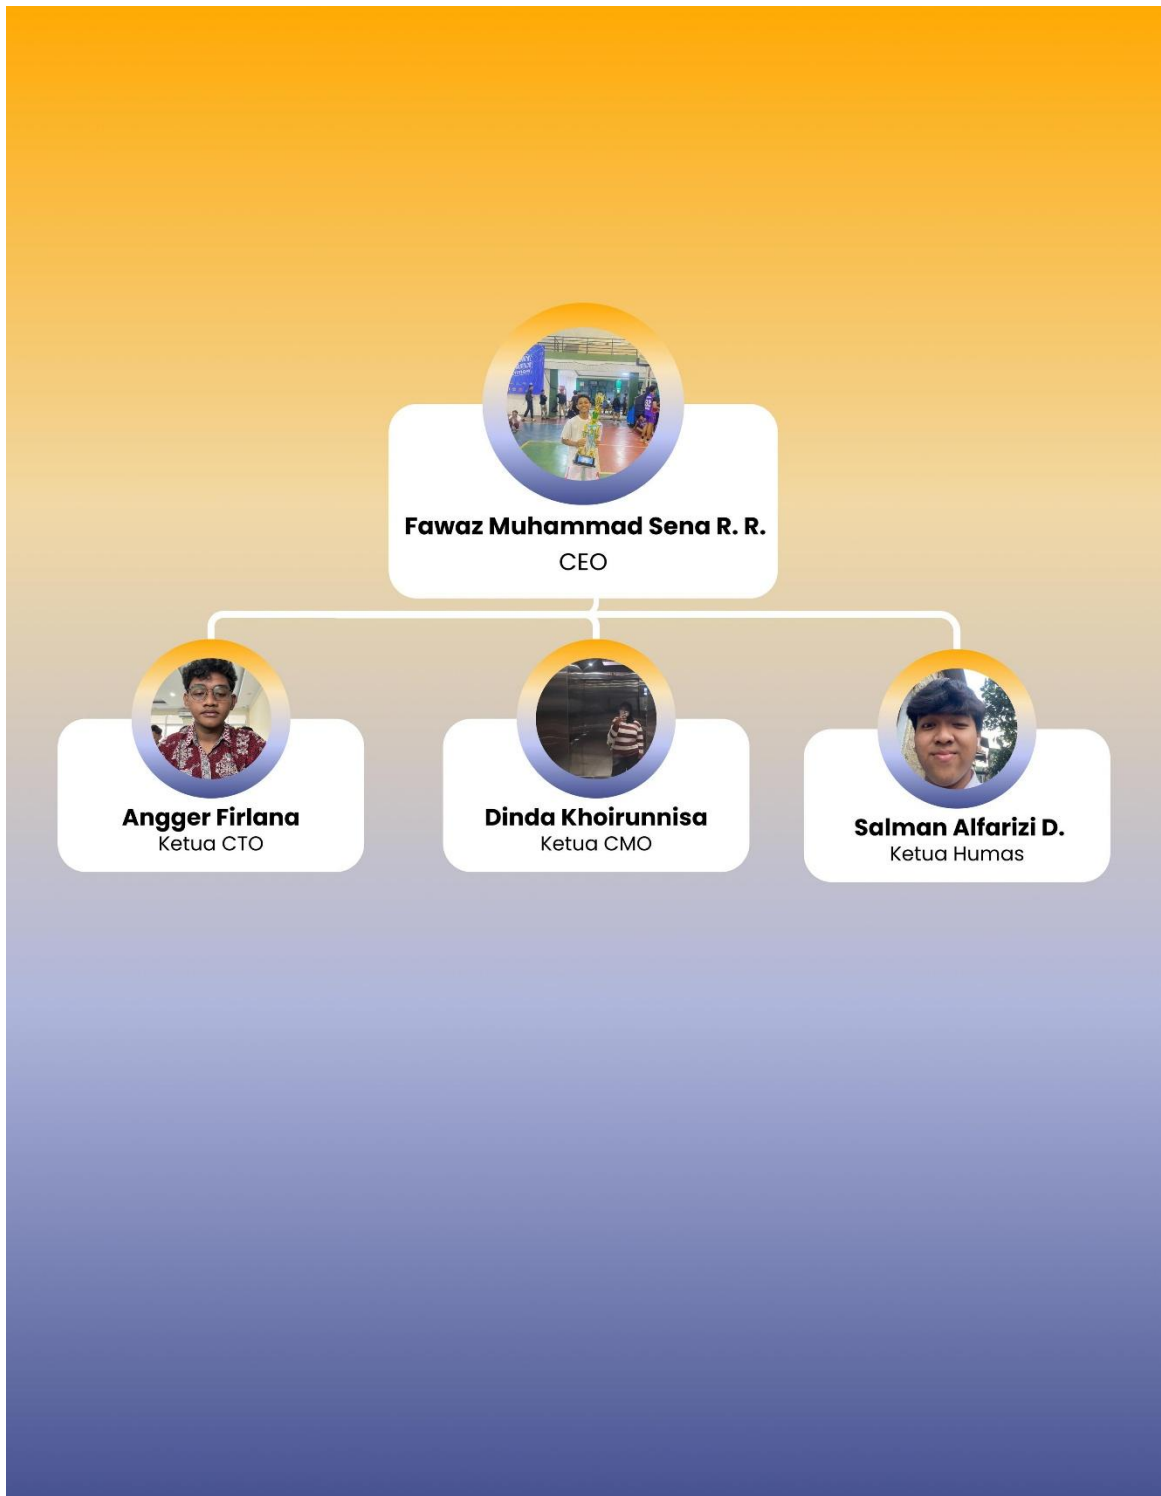 Fawaz Muhammad Sena R. R.
CEO
Angger Firlana
Ketua CTO
Dinda Khoirunnisa
Ketua CMO
Salman Alfarizi D.
Ketua Humas